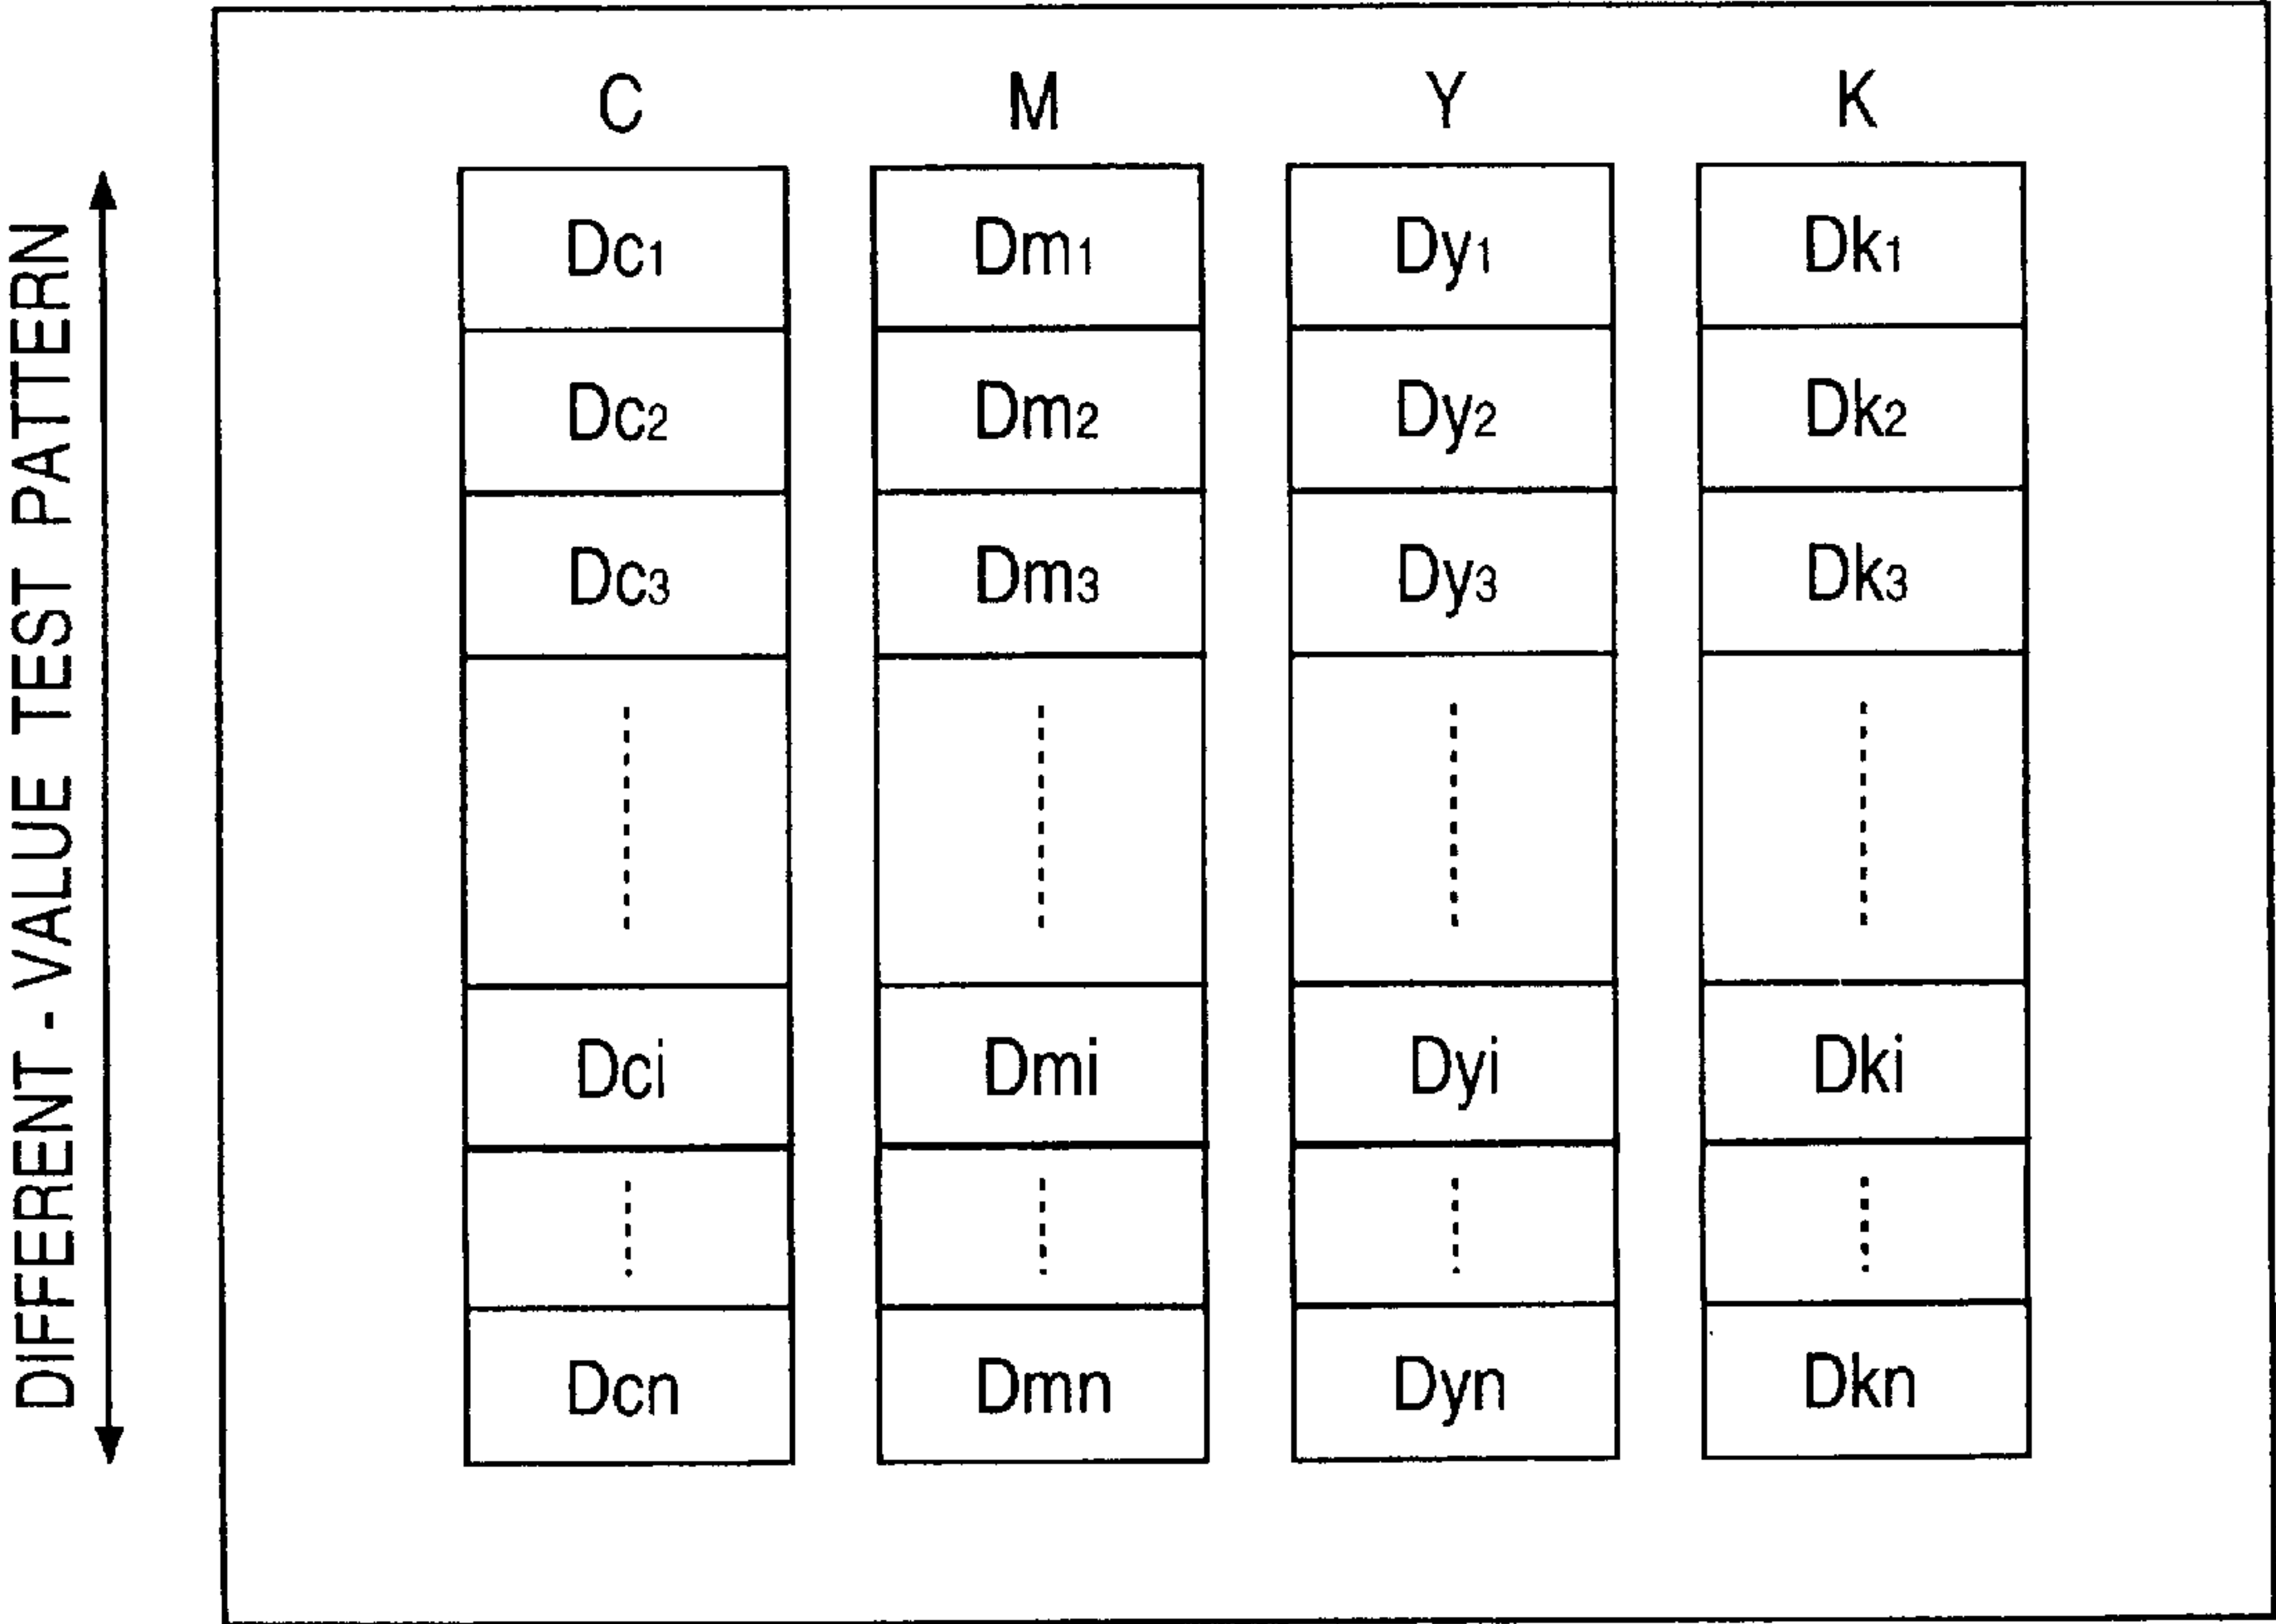 DIFFERENT - VALUE TEST PATTERN
C M Y K
Dc1 Dm1 Dy1 Dk1
Dc2 Dm2 Dy2 Dk2
Dc3 Dm3 Dy3 Dk3
Dci Dmi Dyi Dki
Dcn Dmn Dyn Dkn